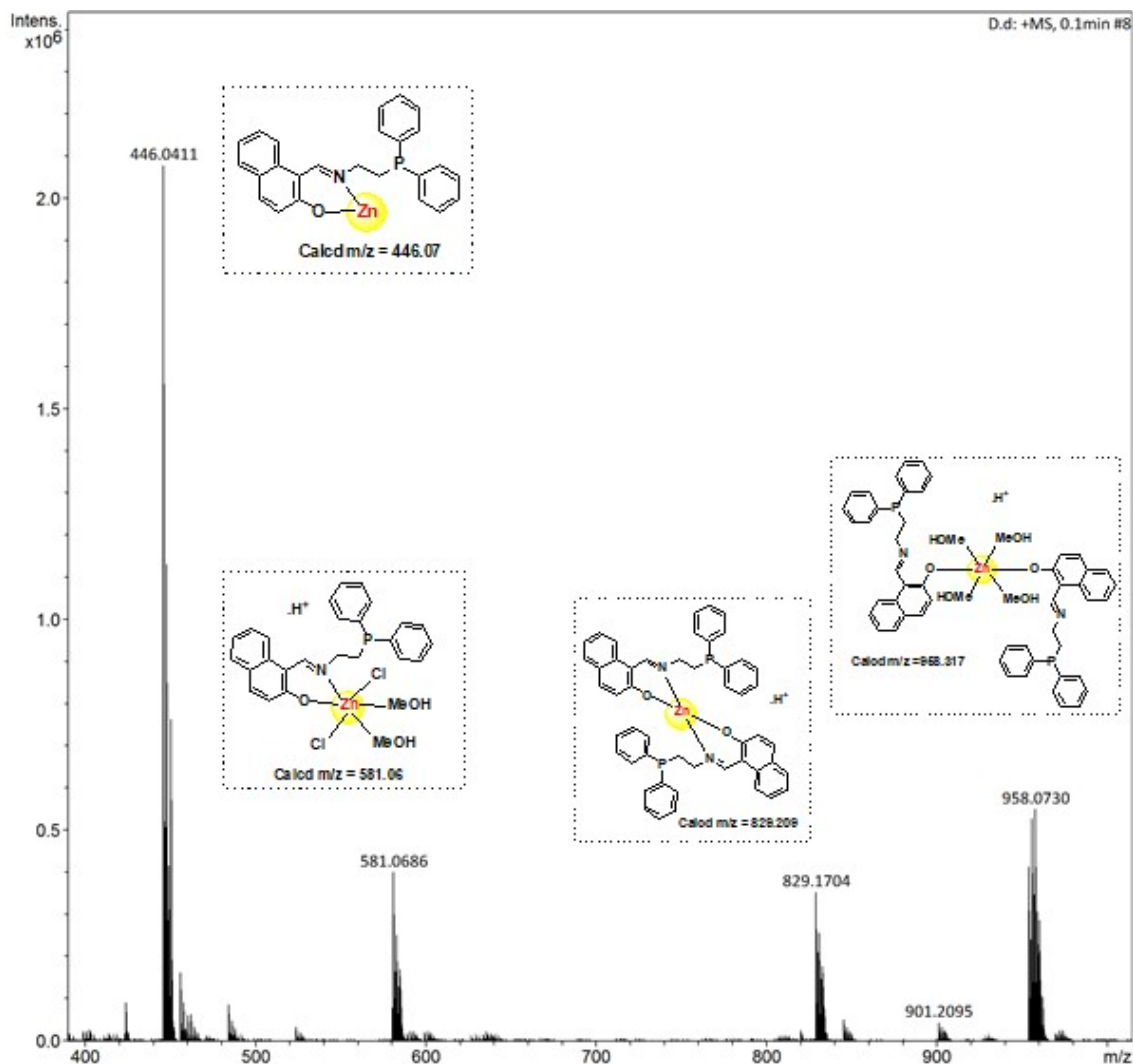 Intens.
x10⁶
D.d: +MS, 0.1min #8
446.0411
P
N
O
Zn
Calcd m/z = 446.07
2.0
1.5
1.0
0.5
0.0
.H⁺
P
N
Cl
O
Zn
MeOH
Cl
MeOH
Calcd m/z = 581.06
581.0686
P
N
O
.H⁺
Zn
O
P
N
Calcd m/z = 829.209
829.1704
P
.H⁺
N
HOMe
MeOH
O
Zn
O
HOMe
MeOH
N
Calcd m/z =958.317
P
958.0730
901.2095
400
500
600
700
800
900
m/z